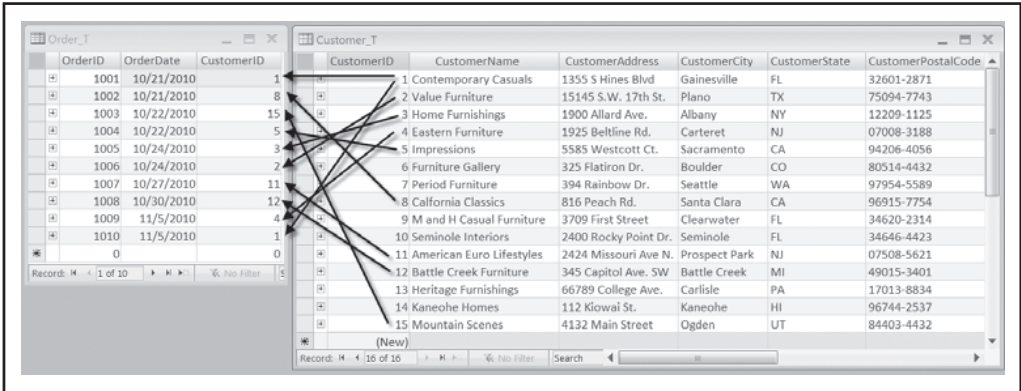 Order_T
OrderID OrderDate CustomerID
1001 10/21/2010 1
1002 10/21/2010 8
1003 10/22/2010 15
1004 10/22/2010 5
1005 10/24/2010 3
1006 10/24/2010 2
1007 10/27/2010 11
1008 10/30/2010 12
1009 11/5/2010 4
1010 11/5/2010 1
0 0
Record: 1 of 10 No Filter S
Customer_T
CustomerID CustomerName CustomerAddress CustomerCity CustomerState CustomerPostalCode
1 Contemporary Casuals 1355 S Hines Blvd Gainesville FL 32601-2871
2 Value Furniture 15145 S.W. 17th St. Plano TX 75094-7743
3 Home Furnishings 1900 Allard Ave. Albany NY 12209-1125
4 Eastern Furniture 1925 Beltline Rd. Carteret NJ 07008-3188
5 Impressions 5585 Westcott Ct. Sacramento CA 94206-4056
6 Furniture Gallery 325 Flatiron Dr. Boulder CO 80514-4432
7 Period Furniture 394 Rainbow Dr. Seattle WA 97954-5589
8 Calfornia Classics 816 Peach Rd. Santa Clara CA 96915-7754
9 M and H Casual Furniture 3709 First Street Clearwater FL 34620-2314
10 Seminole Interiors 2400 Rocky Point Dr. Seminole FL 34646-4423
11 American Euro Lifestyles 2424 Missouri Ave N. Prospect Park NJ 07508-5621
12 Battle Creek Furniture 345 Capitol Ave. SW Battle Creek MI 49015-3401
13 Heritage Furnishings 66789 College Ave. Carlisle PA 17013-8834
14 Kaneohe Homes 112 Kiowai St. Kaneohe HI 96744-2537
15 Mountain Scenes 4132 Main Street Ogden UT 84403-4432
(New)
Record: 16 of 16 No Filter Search